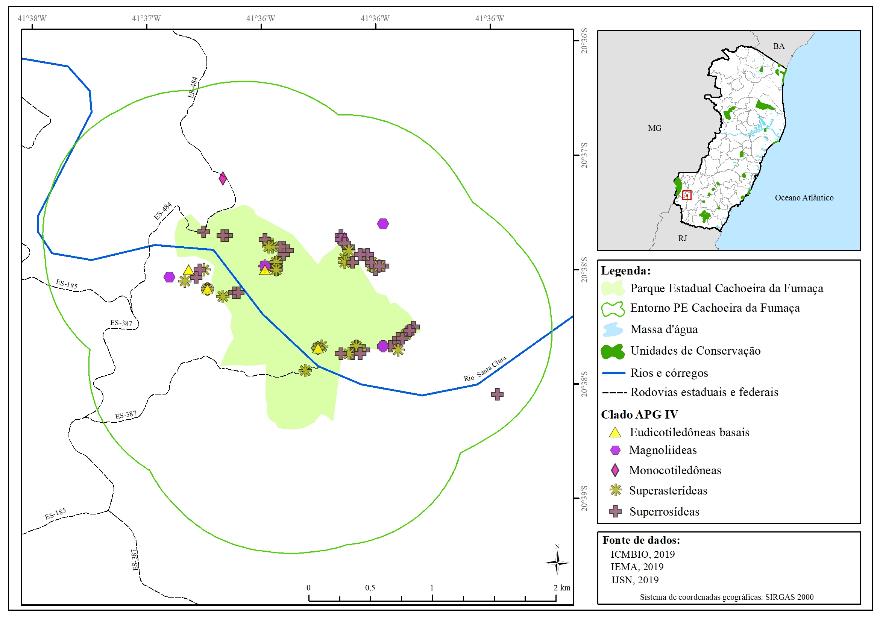 41°38'W
41°37'W
41°36'W
41°36'W
41°36'W
20°36'S
20°37'S
20°38'S
20°38'S
20°39'S
ES-484
ES-484
ES-185
ES-387
ES-387
Rio Santa Clara
0 0,5 1 2 km
BA
MG
Oceano Atlântico
RJ
Legenda:
Parque Estadual Cachoeira da Fumaça
Entorno PE Cachoeira da Fumaça
Massa d'água
Unidades de Conservação
Rios e córregos
Rodovias estaduais e federais
Clado APG IV
Eudicotiledôneas basais
Magnoliídeas
Monocotiledôneas
Superasterídeas
Superrosídeas
Fonte de dados:
ICMBIO, 2019
IEMA, 2019
IJSN, 2019
Sistema de coordenadas geográficas: SIRGAS 2000